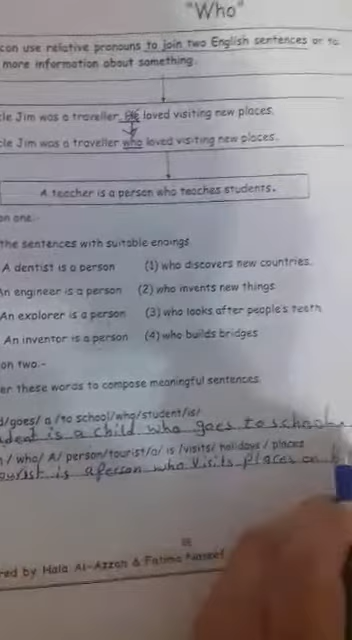 "Who"
can use relative pronouns to join two English sentences or to
more information about something.
cle Jim was a traveller. He loved visiting new places.
cle Jim was a traveller who loved visiting new places.
A teacher is a person who teaches students.
on one:-
the sentences with suitable endings
A dentist is a person (1) who discovers new countries.
An engineer is a person (2) who invents new things
An explorer is a person (3) who looks after people's teeth
An inventor is a person (4) who builds bridges
on two:-
er these words to compose meaningful sentences
d/goes/ a /to school/who/student/is/
udent is a child who goes to school.
/ who/ A/ person/tourist/a/ is /visits/ holidays / places
ourist is a person who visits places on
red by Hala Al-Azzah & Fatima Naseef